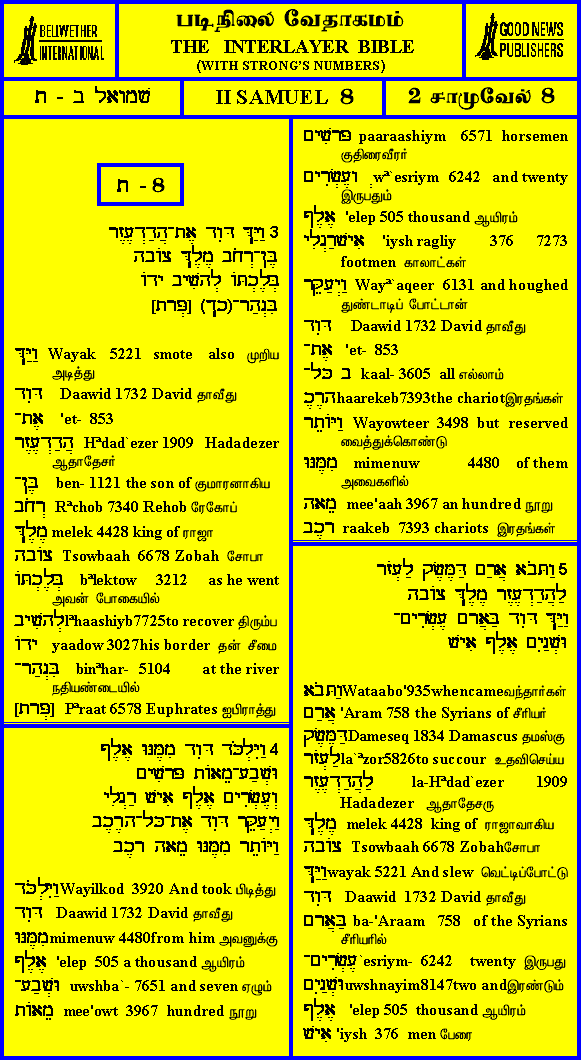 BELLWETHER
INTERNATIONAL
படிநிலை வேதாகமம்
THE INTERLAYER BIBLE
(WITH STRONG'S NUMBERS)
GOOD NEWS
PUBLISHERS
שמואל ב - ח
II SAMUEL 8
2 சாமுவேல் 8
8 - ח
3 וַיַּךְ דָּוִד אֶת־הֲדַדְעֶזֶר
בֶּן־רְחֹב מֶלֶךְ צוֹבָה
בְּלֶכְתּוֹ לְהָשִׁיב יָדוֹ
בִּנְהַר־(כך) [פְּרָת]
וַיַּךְ Wayak 5221 smote also முறிய
அடித்து
דָּוִד Daawid 1732 David தாவீது
אֶת־ 'et- 853
הֲדַדְעֶזֶר Hªdad`ezer 1909 Hadadezer
ஆதாதேசர்
בֶּן־ ben- 1121 the son of குமாரனாகிய
רְחֹב Rªchob 7340 Rehob ரேகோப்
מֶלֶךְ melek 4428 king of ராஜா
צוֹבָה Tsowbaah 6678 Zobah சோபா
בְּלֶכְתּוֹ bªlektow 3212 as he went
அவன் போகையில்
לְהָשִׁיב lªhaashiyb7725to recover திரும்ப
יָדוֹ yaadow 3027his border தன் சீமை
בִּנְהַר־ binªhar- 5104 at the river
நதியண்டையில்
[פְּרָת] Pªraat 6578 Euphrates ஐபிராத்து
4 וַיִּלְכֹּד דָּוִד מִמֶּנּוּ אֶלֶף
וּשְׁבַע־מֵאוֹת פָּרָשִׁים
וְעֶשְׂרִים אֶלֶף אִישׁ רַגְלִי
וַיְעַקֵּר דָּוִד אֶת־כָּל־הָרֶכֶב
וַיּוֹתֵר מִמֶּנּוּ מֵאָה רָכֶב
וַיִּלְכֹּד Wayilkod 3920 And took பிடித்து
דָּוִד Daawid 1732 David தாவீது
מִמֶּנּוּ mimenuw 4480from him அவனுக்கு
אֶלֶף 'elep 505 a thousand ஆயிரம்
וּשְׁבַע־ uwshba`- 7651 and seven ஏழும்
מֵאוֹת mee'owt 3967 hundred நூறு
פָּרָשִׁים paaraashiym 6571 horsemen
குதிரைவீரர்
וְעֶשְׂרִים wª`esriym 6242 and twenty
இருபதும்
אֶלֶף 'elep 505 thousand ஆயிரம்
אִישׁרַגְלִי 'iysh ragliy 376 7273
footmen காலாட்கள்
וַיְעַקֵּר Wayª`aqeer 6131 and houghed
துண்டாடிப் போட்டான்
דָּוִד Daawid 1732 David தாவீது
אֶת־ 'et- 853
כָּל־ ב kaal- 3605 all எல்லாம்
הָרֶכֶב haarekeb7393the chariotஇரதங்கள்
וַיּוֹתֵר Wayowteer 3498 but reserved
வைத்துக்கொண்டு
מִמֶּנּוּ mimenuw 4480 of them
அவைகளில்
מֵאָה mee'aah 3967 an hundred நூறு
רֶכֶב raakeb 7393 chariots இரதங்கள்
5 וַתָּבֹא אֲרַם דַּמֶּשֶׂק לַעְזֹר
לַהֲדַדְעֶזֶר מֶלֶךְ צוֹבָה
וַיַּךְ דָּוִד בַּאֲרָם עֶשְׂרִים־
וּשְׁנַיִם אֶלֶף אִישׁ
וַתָּבֹא Wataabo'935whencameவந்தார்கள்
אֲרַם 'Aram 758 the Syrians of சீரியர்
דַּמֶּשֶׂק Dameseq 1834 Damascus தமஸ்கு
לַעְזֹר la`ªzor5826to succour உதவிசெய்ய
לַהֲדַדְעֶזֶר la-Hªdad`ezer 1909
Hadadezer ஆதாதேசரு
מֶלֶךְ melek 4428 king of ராஜாவாகிய
צוֹבָה Tsowbaah 6678 Zobahசோபா
וַיַּךְ wayak 5221 And slew வெட்டிப்போட்டு
דָּוִד Daawid 1732 David தாவீது
בַּאֲרָם ba-'Araam 758 of the Syrians
சீரியரில்
עֶשְׂרִים־ `esriym- 6242 twenty இருபது
וּשְׁנַיִם uwshnayim8147two andஇரண்டும்
אֶלֶף 'elep 505 thousand ஆயிரம்
אִישׁ 'iysh 376 men பேரை